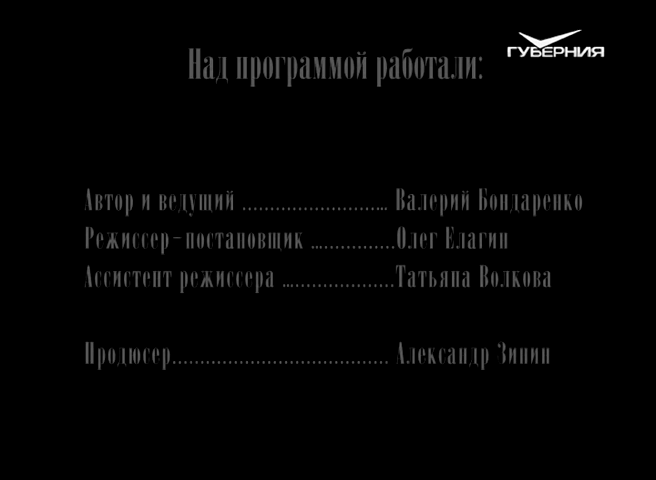 ГУБЕРНИЯ
Над программой работали:
Автор и ведущий ............................ Валерий Бондаренко
Режиссер-постановщик ................Олег Елагин
Ассистент режиссера .....................Татьяна Волкова
Продюсер....................................... Александр Зинин